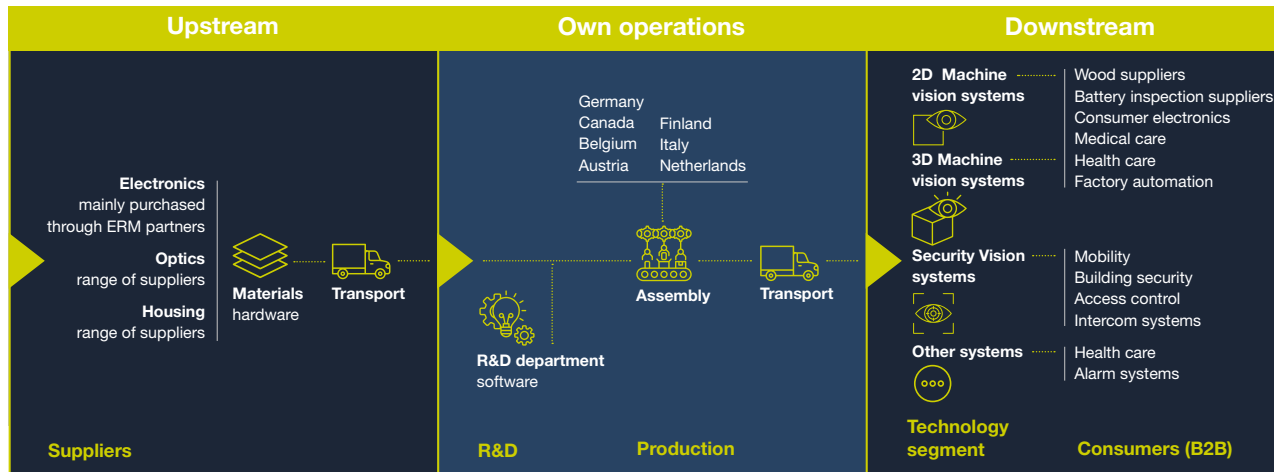 Upstream
Own operations
Downstream
Electronics
mainly purchased
through ERM partners
Optics
range of suppliers
Housing
range of suppliers
Materials
hardware
Transport
Suppliers
Germany
Canada
Belgium
Austria
Finland
Italy
Netherlands
R&D department
software
Assembly
Transport
R&D
Production
2D Machine
vision systems
Wood suppliers
Battery inspection suppliers
Consumer electronics
Medical care
3D Machine
vision systems
Health care
Factory automation
Security Vision
systems
Mobility
Building security
Access control
Intercom systems
Other systems
Health care
Alarm systems
Technology
segment
Consumers (B2B)